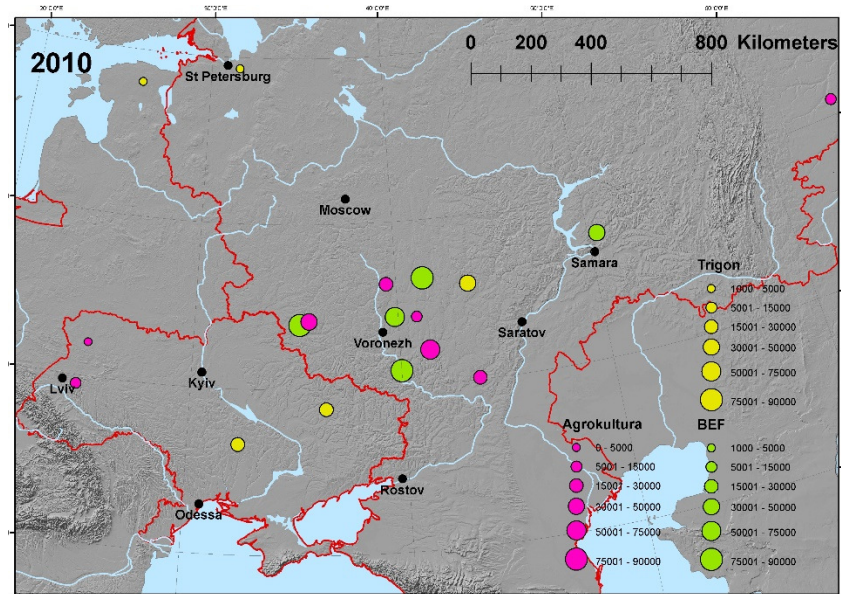 2010
St Petersburg
0 200 400 800 Kilometers
Moscow
Samara
Trigon
1000 - 5000
5001 - 15000
15001 - 30000
30001 - 50000
50001 - 75000
75001 - 90000
Saratov
Voronezh
Kyiv
Lviv
Agrokultura
0 - 5000
5001 - 15000
15001 - 30000
30001 - 50000
50001 - 75000
75001 - 90000
BEF
1000 - 5000
5001 - 15000
15001 - 30000
30001 - 50000
50001 - 75000
75001 - 90000
Rostov
Odessa